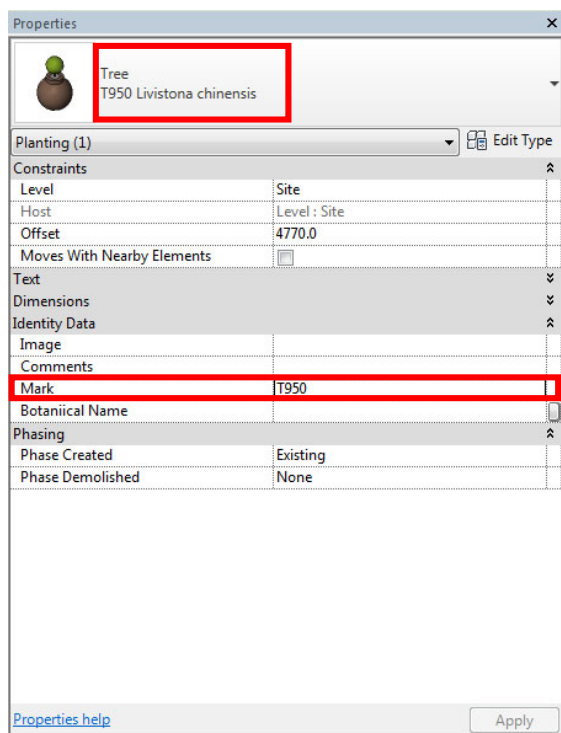 Properties
Tree
T950 Livistona chinensis
Planting (1) Edit Type
Constraints
Level Site
Host Level : Site
Offset 4770.0
Moves With Nearby Elements
Text
Dimensions
Identity Data
Image
Comments
Mark T950
Botaniical Name
Phasing
Phase Created Existing
Phase Demolished None
Properties help Apply